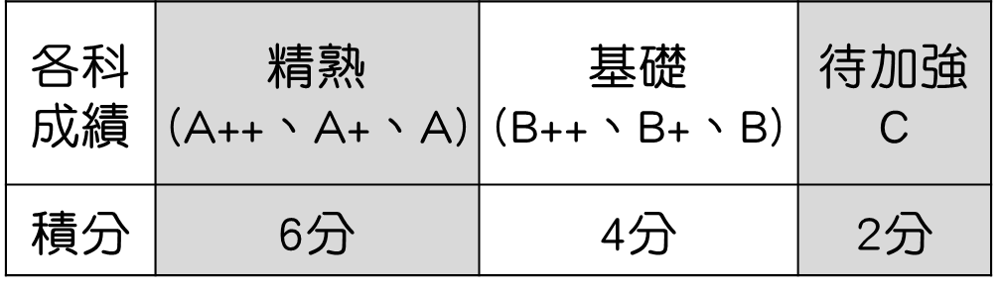 各科成績 精熟 基礎 待加強
(A++、A+、A) (B++、B+、B) C
積分 6分 4分 2分